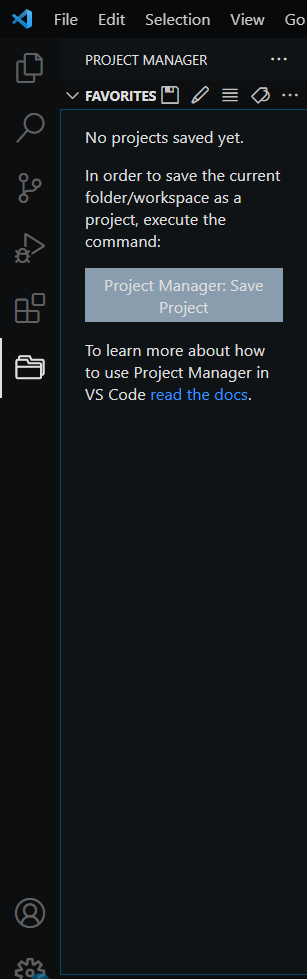 File Edit Selection View Go
PROJECT MANAGER
FAVORITES
No projects saved yet.
In order to save the current
folder/workspace as a
project, execute the
command:
Project Manager: Save
Project
To learn more about how
to use Project Manager in
VS Code read the docs.